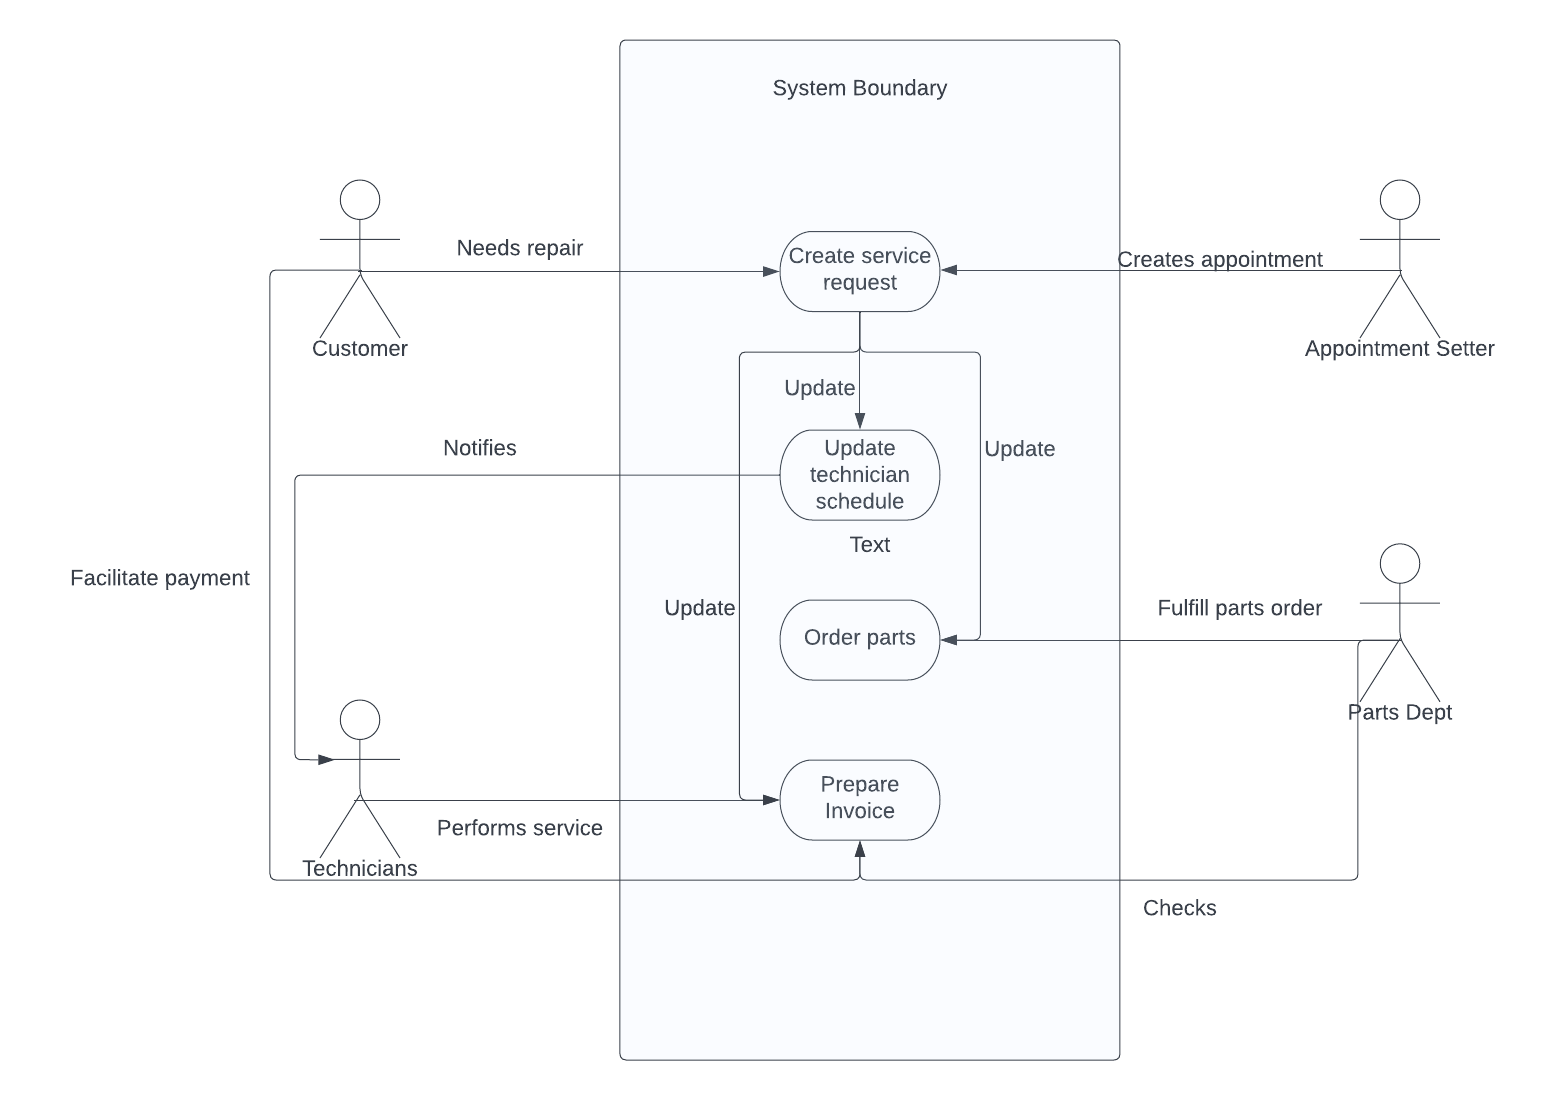 System Boundary
Needs repair
Create service
request
Creates appointment
Customer
Appointment Setter
Update
Notifies
Update
technician
schedule
Update
Text
Facilitate payment
Update
Order parts
Fulfill parts order
Parts Dept
Prepare
Invoice
Performs service
Technicians
Checks